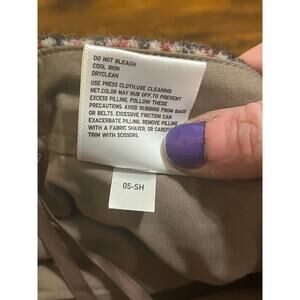 DO NOT BLEACH
COOL IRON
DRYCLEAN
USE PRESS CLOTH.USE CLEANING
NET.COLOR MAY RUB OFF.TO PREVENT
EXCESS PILLING, FOLLOW THESE
PRECAUTIONS: AVOID RUBBING FROM BAGS
OR BELTS. EXCESSIVE FRICTION CAN
EXACERBATE PILLING. REMOVE PILLING
WITH A FABRIC SHAVER, OR CAREFU
TRIM WITH SCISSORS.
05-SH